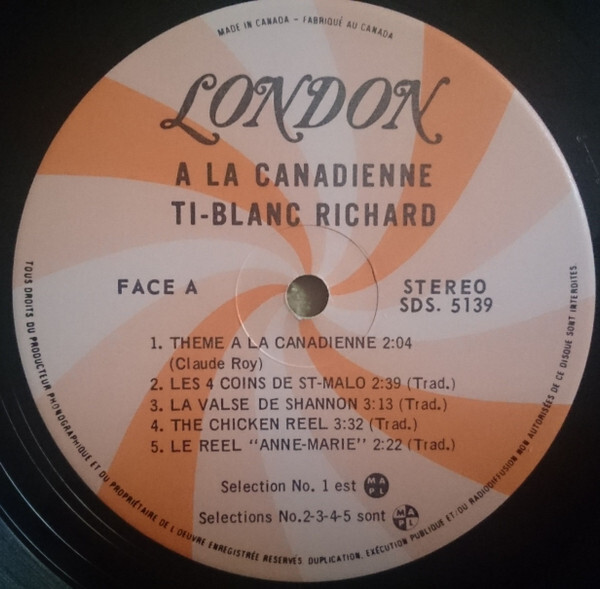 MADE IN CANADA - FABRIQUÉ AU CANADA
LONDON
A LA CANADIENNE
TI-BLANC RICHARD
FACE A
STEREO
SDS. 5139
1. THEME A LA CANADIENNE 2:04
(Claude Roy)
2. LES 4 COINS DE ST-MALO 2:39 (Trad.)
3. LA VALSE DE SHANNON 3:13 (Trad.)
4. THE CHICKEN REEL 3:32 (Trad.)
5. LE REEL "ANNE-MARIE" 2:22 (Trad.)
Selection No. 1 est MAPL
Selections No.2-3-4-5 sont MAPL
TOUS DROITS DU PRODUCTEUR PHONOGRAPHIQUE ET DU PROPRIÉTAIRE DE L'OEUVRE ENREGISTRÉE RESERVÉS. DUPLICATION, EXÉCUTION PUBLIQUE ET/OU RADIODIFFUSION NON AUTORISÉES DE CE DISQUE SONT INTERDITES